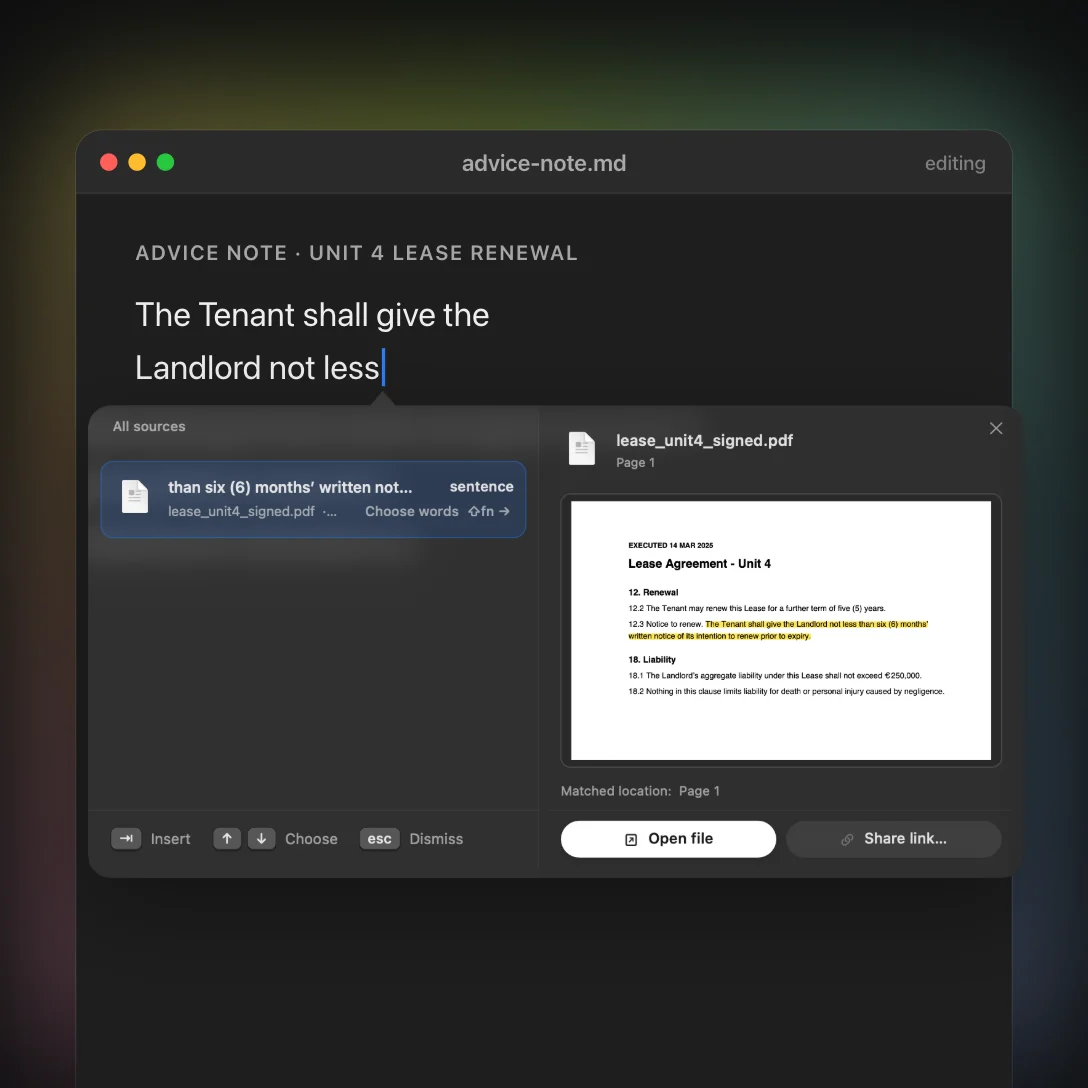 advice-note.md
editing
ADVICE NOTE · UNIT 4 LEASE RENEWAL
The Tenant shall give the
Landlord not less
All sources
than six (6) months’ written not... sentence
lease_unit4_signed.pdf ·... Choose words ⇧fn →
Insert
↑ ↓ Choose
esc Dismiss
lease_unit4_signed.pdf
Page 1
EXECUTED 14 MAR 2025
Lease Agreement - Unit 4
12. Renewal
12.2 The Tenant may renew this Lease for a further term of five (5) years.
12.3 Notice to renew. The Tenant shall give the Landlord not less than six (6) months’
written notice of its intention to renew prior to expiry.
18. Liability
18.1 The Landlord's aggregate liability under this Lease shall not exceed €250,000.
18.2 Nothing in this clause limits liability for death or personal injury caused by negligence.
Matched location: Page 1
Open file
Share link...